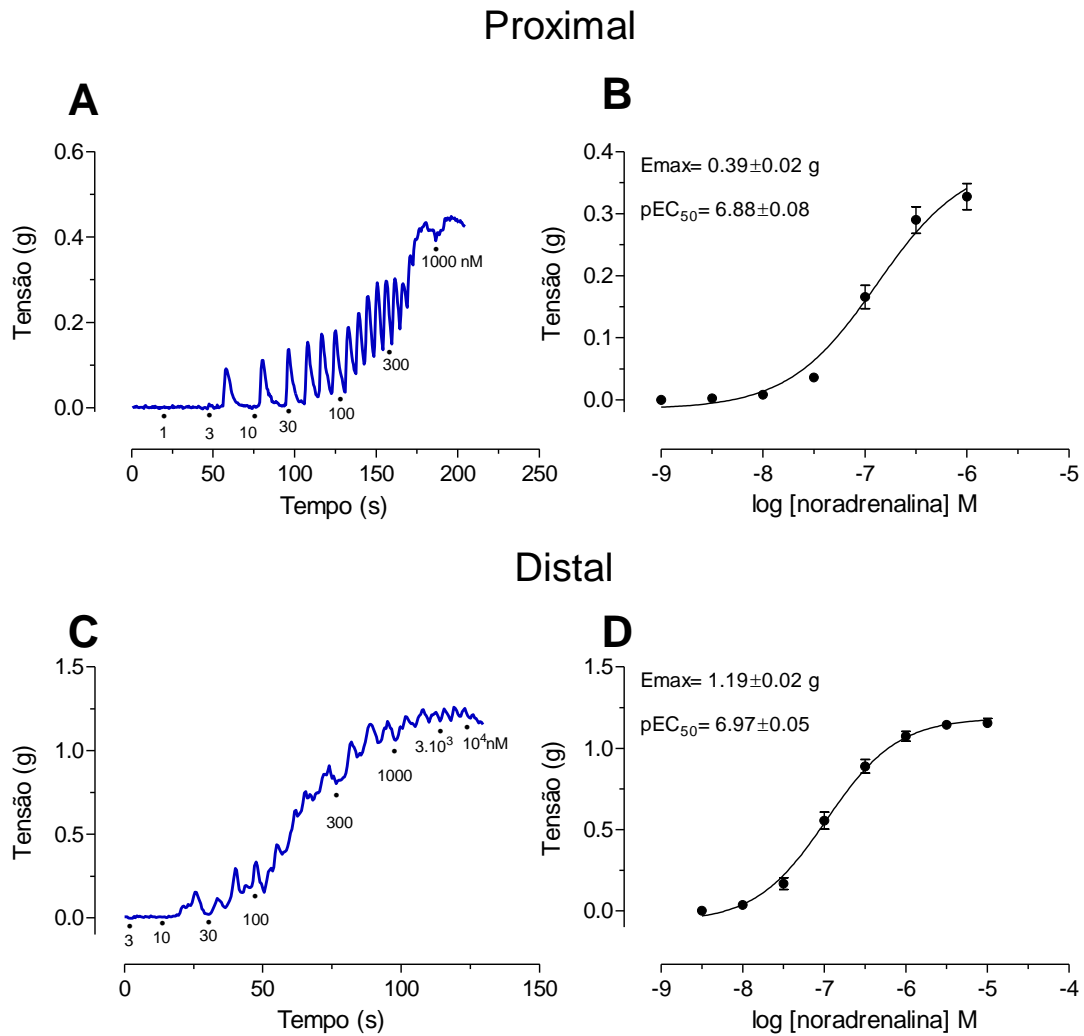 Proximal
A
B
0.6
0.4
0.2
0.0
Tensão (g)
1
3
10
30
100
300
1000 nM
0
50
100
150
200
250
Tempo (s)
0.4
0.3
0.2
0.1
0.0
Tensão (g)
Emax= 0.39±0.02 g
pEC50= 6.88±0.08
-9
-8
-7
-6
-5
log [noradrenalina] M
Distal
C
D
1.5
1.0
0.5
0.0
Tensão (g)
3
10
30
100
300
1000
3.10³
10⁴nM
0
50
100
150
Tempo (s)
1.5
1.0
0.5
0.0
Tensão (g)
Emax= 1.19±0.02 g
pEC50= 6.97±0.05
-9
-8
-7
-6
-5
-4
log [noradrenalina] M